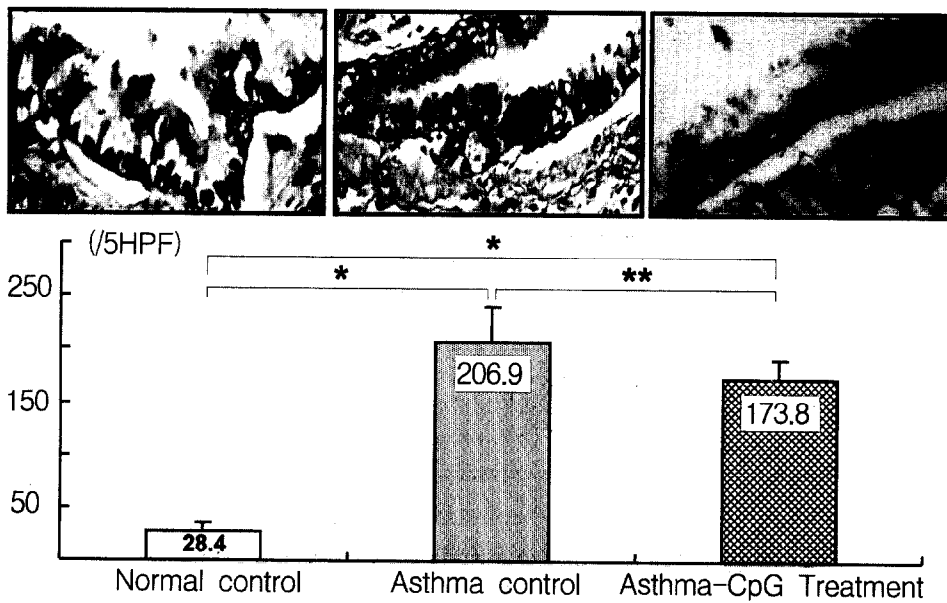 (/5HPF)
*
*
**
250
206.9
173.8
150
50
28.4
Normal control
Asthma control
Asthma-CpG Treatment